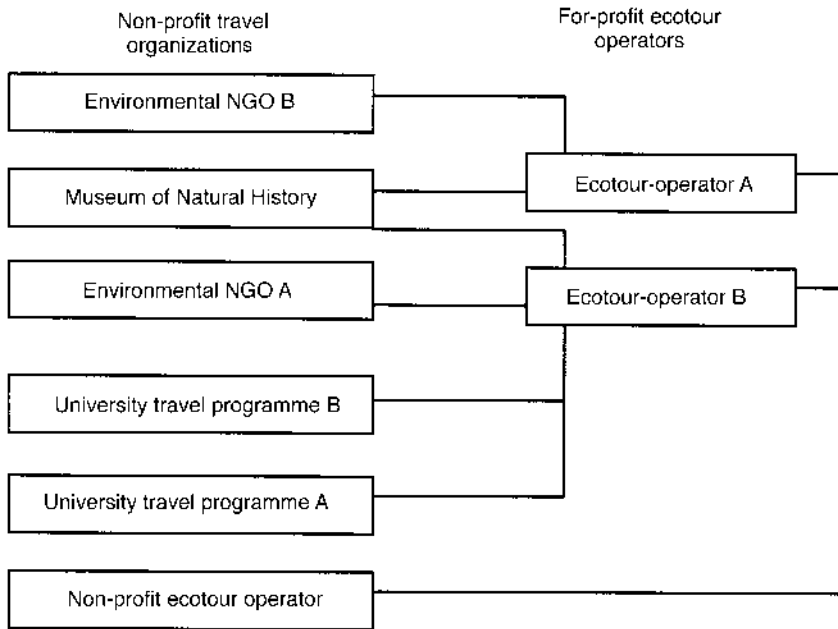 Non-profit travel
organizations
For-profit ecotour
operators
Environmental NGO B
Museum of Natural History
Ecotour-operator A
Environmental NGO A
Ecotour-operator B
University travel programme B
University travel programme A
Non-profit ecotour operator